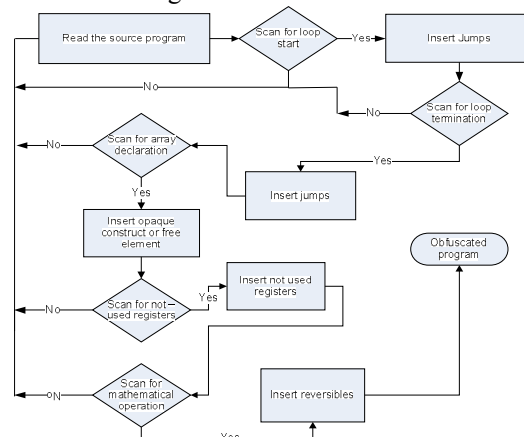 Read the source program
Scan for loop
start
Yes
Insert Jumps
No
Scan for loop
termination
No
Yes
Scan for array
declaration
No
Insert jumps
Yes
Insert opaque
construct or free
element
Obfuscated
program
Scan for not–
used registers
No
Yes
Insert not used
registers
Scan for
mathematical
operation
oN
Insert reversibles
Yes